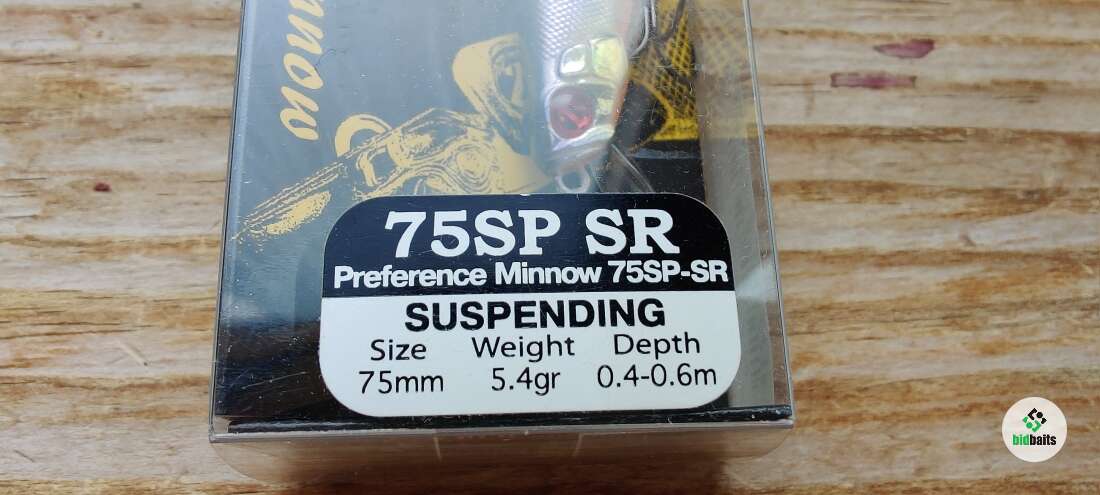 75SP SR
Preference Minnow 75SP-SR
SUSPENDING
Size Weight Depth
75mm 5.4gr 0.4-0.6m
bidbaits